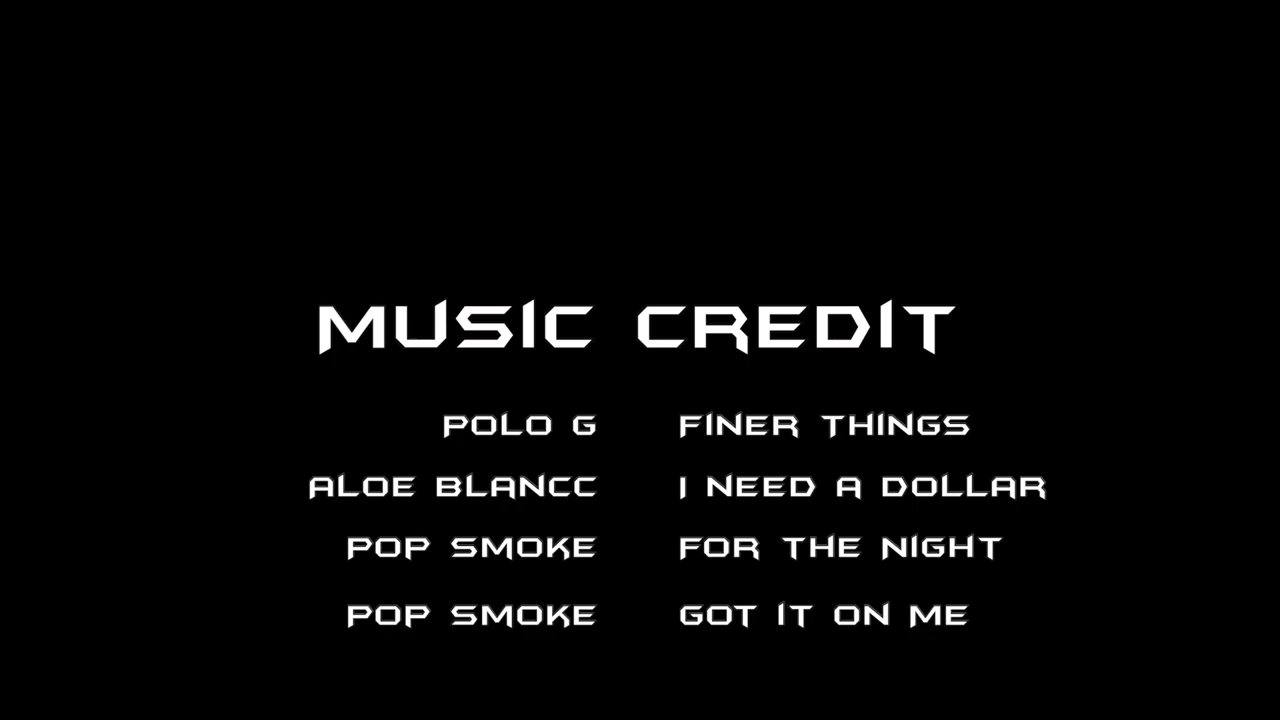 MUSIC CREDIT
POLO G FINER THINGS
ALOE BLANCC I NEED A DOLLAR
POP SMOKE FOR THE NIGHT
POP SMOKE GOT IT ON ME